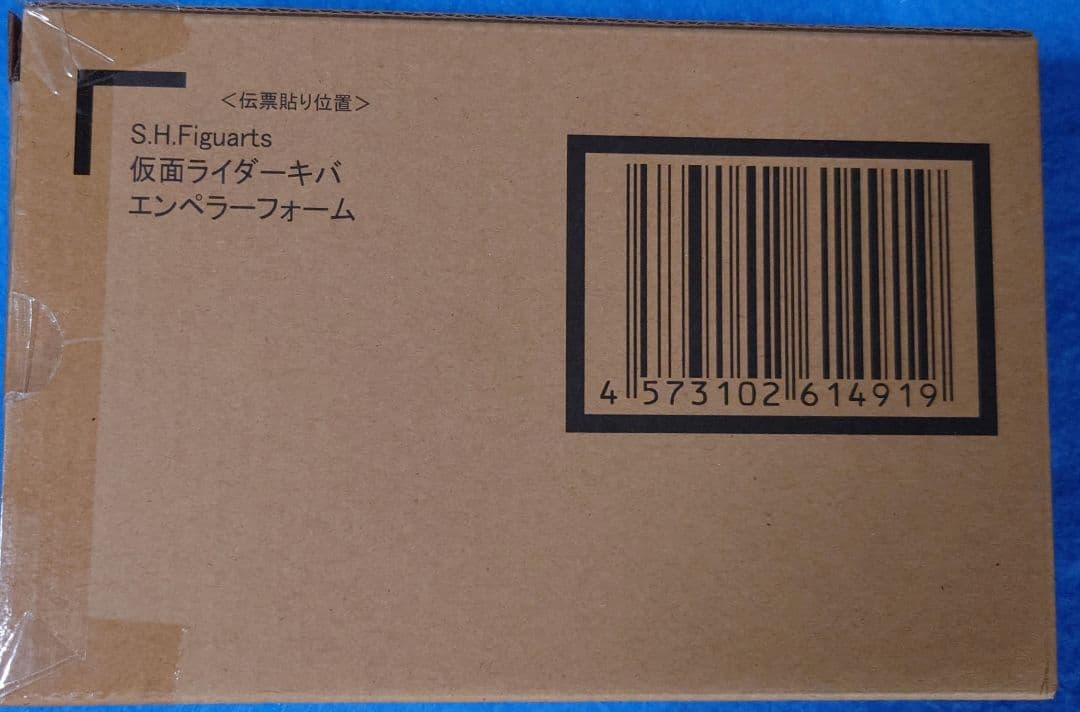 <伝票貼り位置>
S.H.Figuarts
仮面ライダーキバ
エンペラーフォーム
4 573102 614919